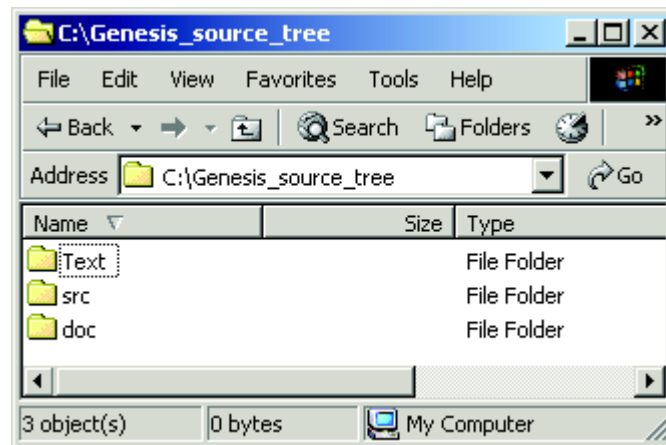 C:\Genesis_source_tree
File Edit View Favorites Tools Help
Back Search Folders »
Address C:\Genesis_source_tree Go
Name Size Type
Text File Folder
src File Folder
doc File Folder
3 object(s) 0 bytes My Computer